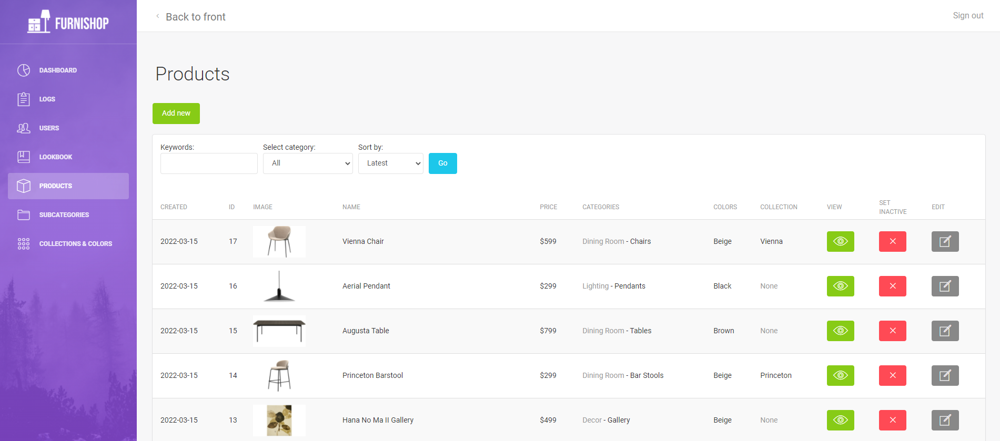 FURNISHOP
Back to front
Sign out
DASHBOARD
LOGS
USERS
LOOKBOOK
PRODUCTS
SUBCATEGORIES
COLLECTIONS & COLORS
Products
Add new
Keywords: Select category: Sort by:
All Latest Go
CREATED ID IMAGE NAME PRICE CATEGORIES COLORS COLLECTION VIEW SET INACTIVE EDIT
2022-03-15 17 Vienna Chair $599 Dining Room - Chairs Beige Vienna
2022-03-15 16 Aerial Pendant $299 Lighting - Pendants Black None
2022-03-15 15 Augusta Table $799 Dining Room - Tables Brown None
2022-03-15 14 Princeton Barstool $299 Dining Room - Bar Stools Beige Princeton
2022-03-15 13 Hana No Ma II Gallery $499 Decor - Gallery Beige None